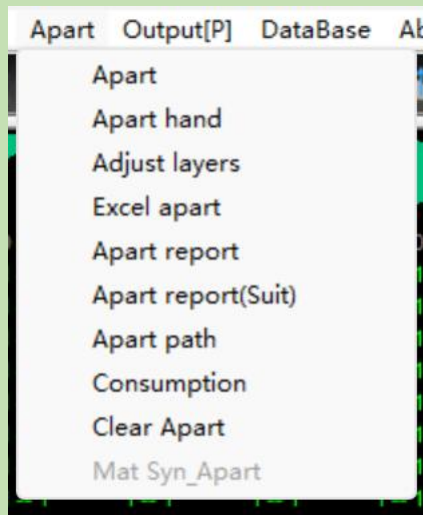 Apart Output[P] DataBase
Apart
Apart hand
Adjust layers
Excel apart
Apart report
Apart report(Suit)
Apart path
Consumption
Clear Apart
Mat Syn_Apart